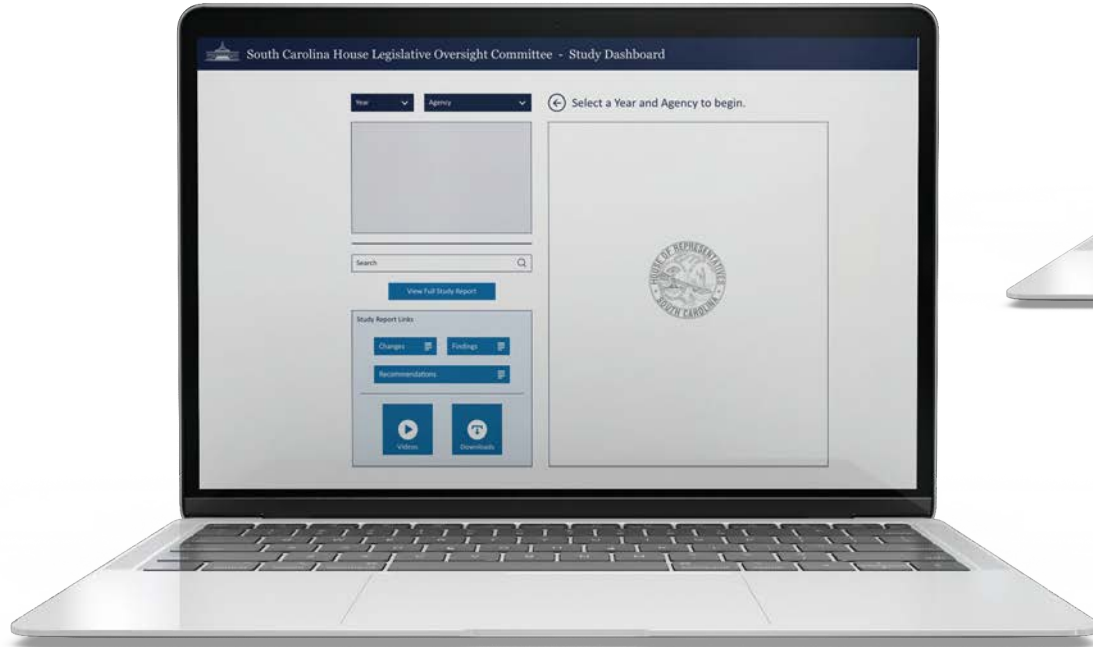 South Carolina House Legislative Oversight Committee - Study Dashboard
Year
Agency
Select a Year and Agency to begin.
Search
View Full Study Report
Study Report Links
Changes
Findings
Recommendations
Videos
Downloads
HOUSE OF REPRESENTATIVES
SOUTH CAROLINA